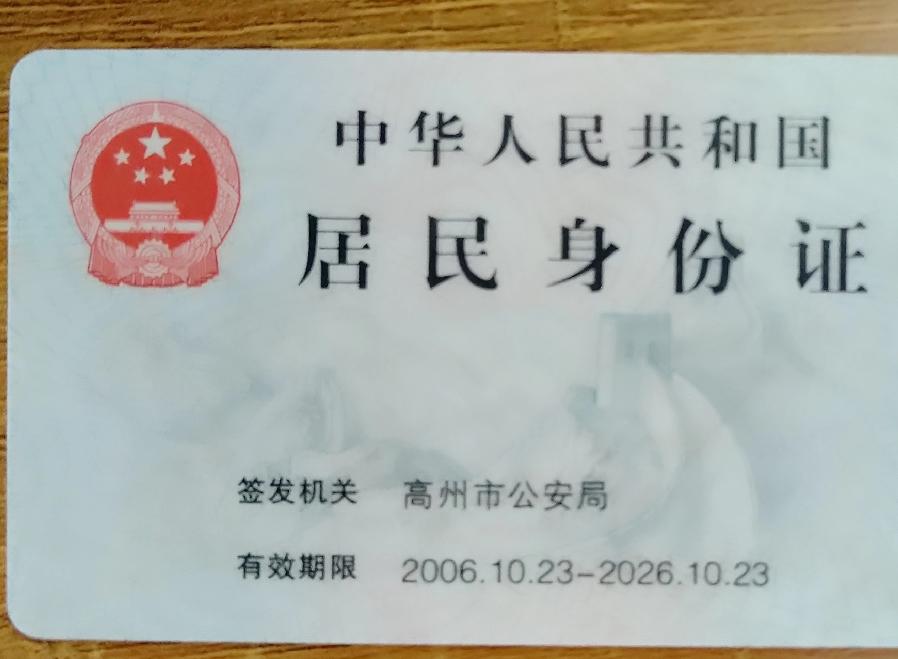 中华人民共和国
居民身份证
签发机关 高州市公安局
有效期限 2006.10.23-2026.10.23